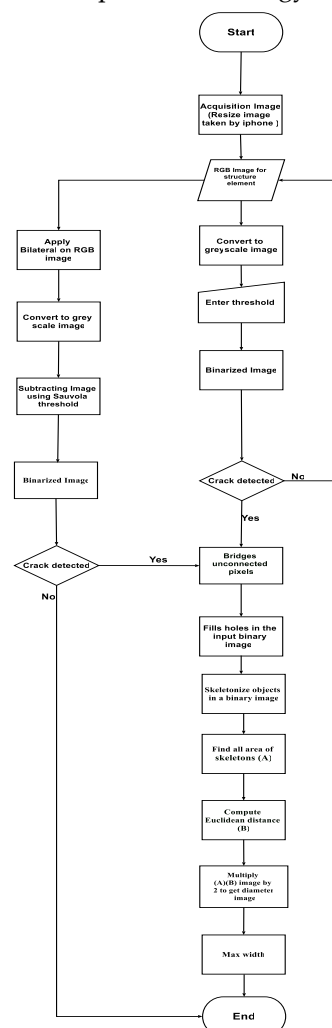 Start
Acquisition Image
(Resize image
taken by iphone )
RGB Image for
structure
element
Apply
Bilateral on RGB
image
Convert to
greyscale image
Convert to grey
scale image
Enter threshold
Subtracting Image
using Sauvola
threshold
Binarized Image
Binarized Image
Crack detected
No
Yes
Crack detected
Yes
No
Bridges
unconnected
pixels
Fills holes in the
input binary
image
Skeletonize objects
in a binary image
Find all area of
skeletons (A)
Compute
Euclidean distance
(B)
Multiply
(A)(B) image by
2 to get diameter
image
Max width
End